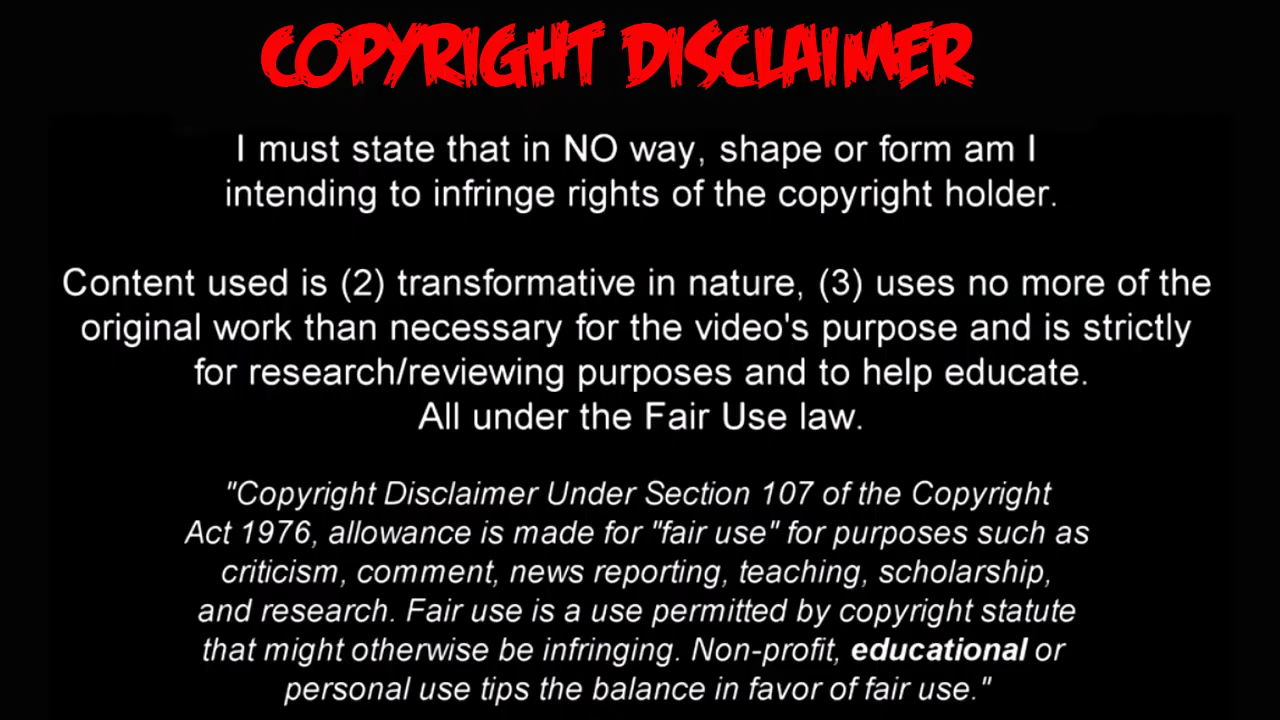 COPYRIGHT DISCLAIMER
I must state that in NO way, shape or form am I
intending to infringe rights of the copyright holder.
Content used is (2) transformative in nature, (3) uses no more of the
original work than necessary for the video's purpose and is strictly
for research/reviewing purposes and to help educate.
All under the Fair Use law.
"Copyright Disclaimer Under Section 107 of the Copyright
Act 1976, allowance is made for "fair use" for purposes such as
criticism, comment, news reporting, teaching, scholarship,
and research. Fair use is a use permitted by copyright statute
that might otherwise be infringing. Non-profit, educational or
personal use tips the balance in favor of fair use."